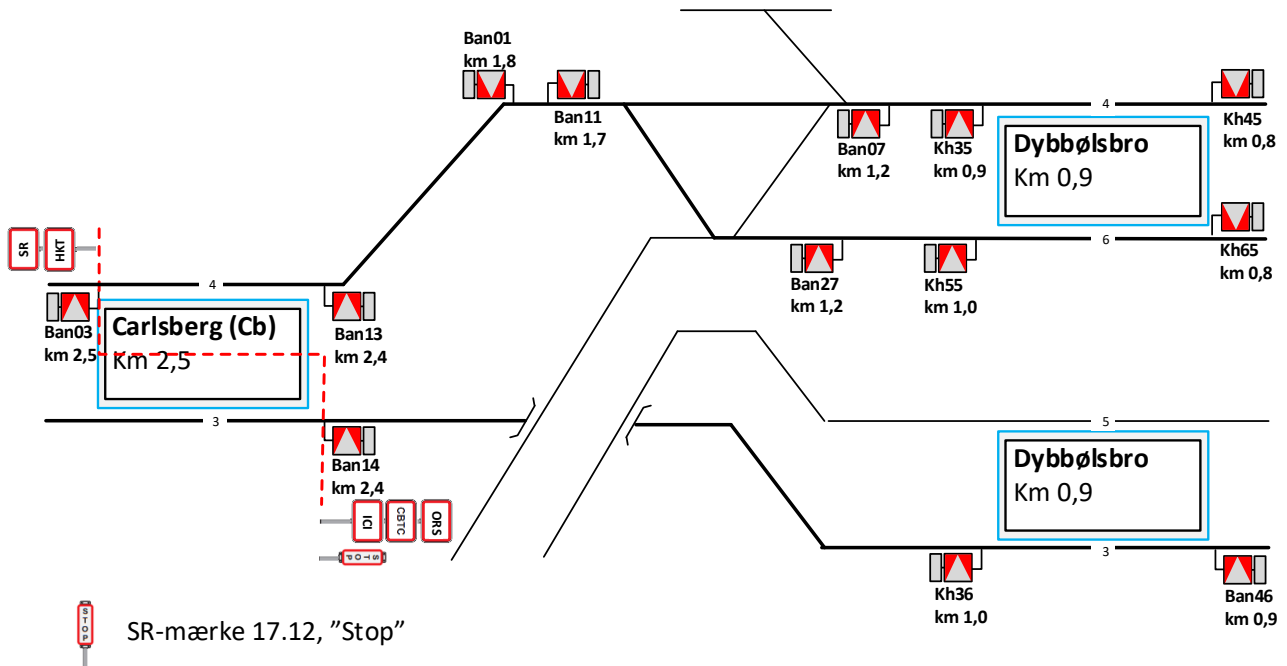 Ban01
km 1,8
Ban11
km 1,7
4
Kh45
km 0,8
Ban07
km 1,2
Kh35
km 0,9
Dybbølsbro
Km 0,9
SR
HKT
6
Kh65
km 0,8
Ban27
km 1,2
Kh55
km 1,0
4
Ban03
km 2,5
Carlsberg (Cb)
Km 2,5
Ban13
km 2,4
3
5
Ban14
km 2,4
Dybbølsbro
Km 0,9
ICI
CBTC
ORS
STOP
3
Kh36
km 1,0
Ban46
km 0,9
STOP
SR-mærke 17.12, ”Stop”